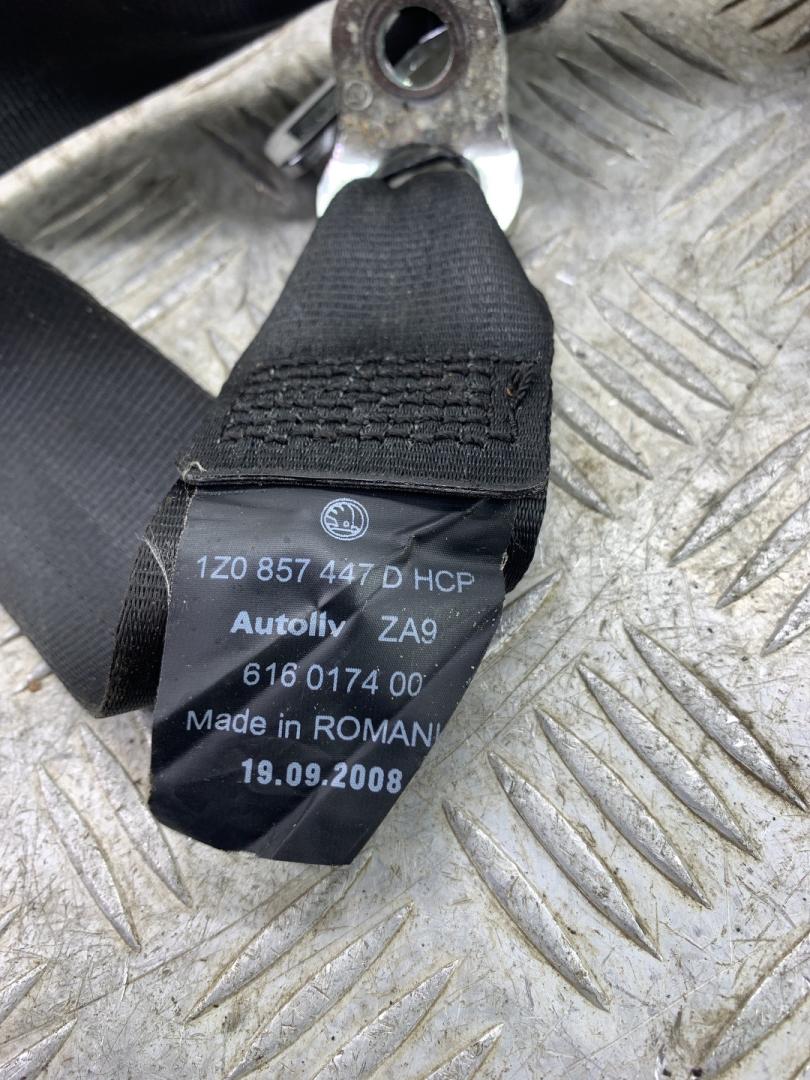 1Z0 857 447 D HCP
Autoliv ZA9
616 0174 00
Made in ROMANI
19.09.2008